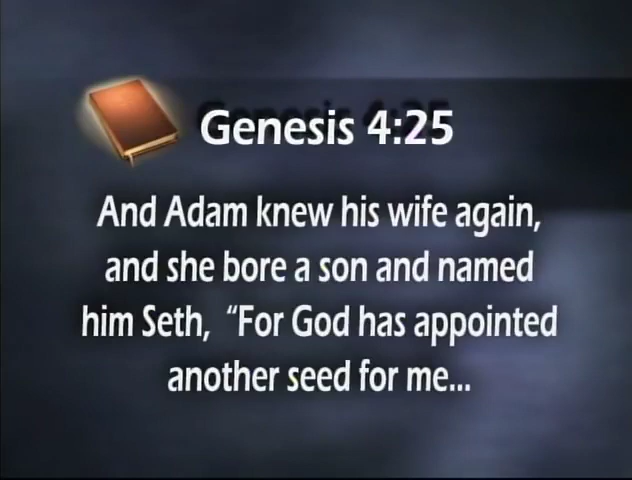 Genesis 4:25
And Adam knew his wife again,
and she bore a son and named
him Seth, “For God has appointed
another seed for me...